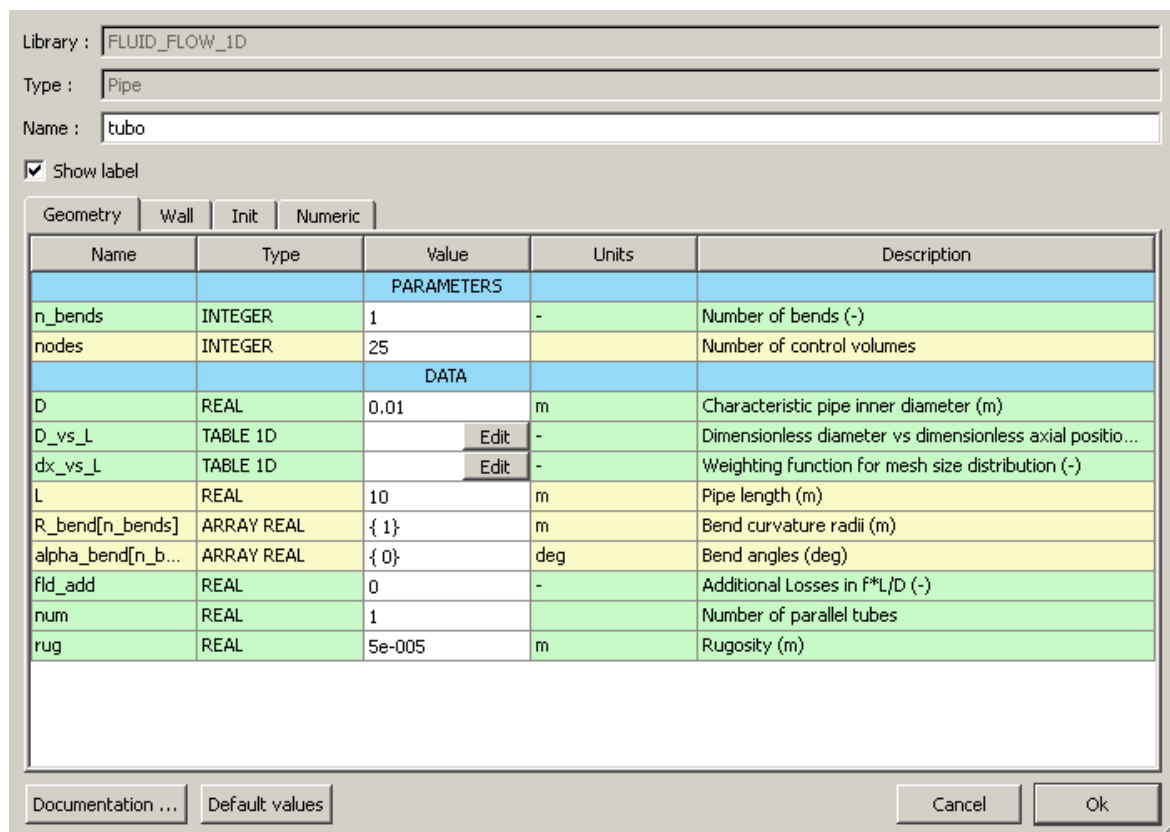 Library : FLUID_FLOW_1D
Type : Pipe
Name : tubo
Show label
Geometry Wall Init Numeric
Name Type Value Units Description
PARAMETERS
n_bends INTEGER 1 - Number of bends (-)
nodes INTEGER 25 Number of control volumes
DATA
D REAL 0.01 m Characteristic pipe inner diameter (m)
D_vs_L TABLE 1D Edit - Dimensionless diameter vs dimensionless axial positio...
dx_vs_L TABLE 1D Edit - Weighting function for mesh size distribution (-)
L REAL 10 m Pipe length (m)
R_bend[n_bends] ARRAY REAL { 1} m Bend curvature radii (m)
alpha_bend[n_b... ARRAY REAL { 0} deg Bend angles (deg)
fld_add REAL 0 - Additional Losses in f*L/D (-)
num REAL 1 Number of parallel tubes
rug REAL 5e-005 m Rugosity (m)
Documentation ... Default values Cancel Ok